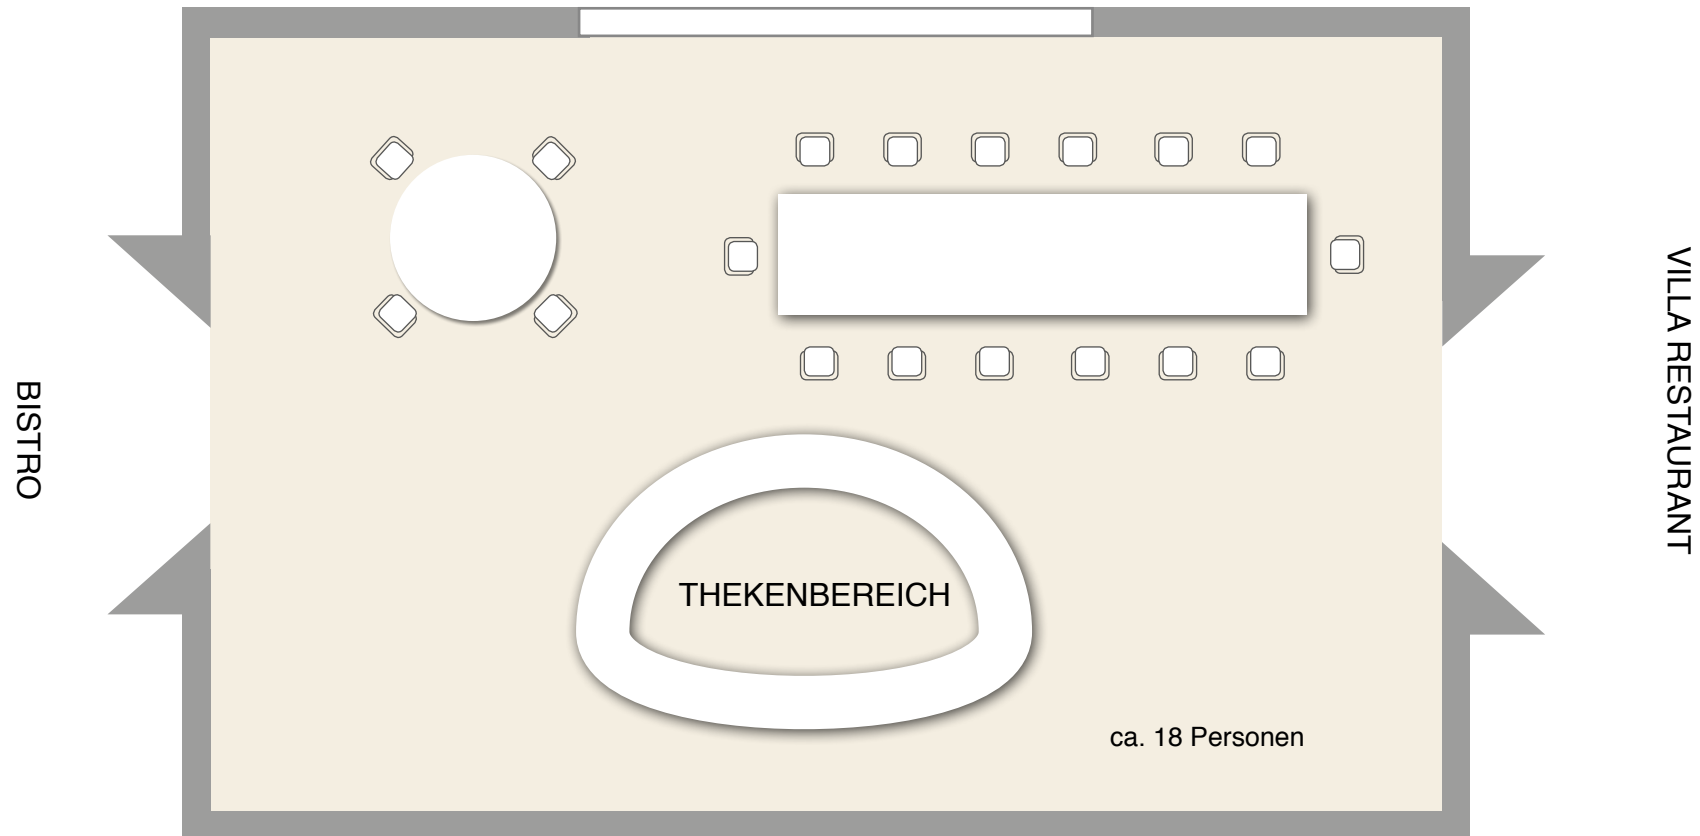 BISTRO
VILLA RESTAURANT
THEKENBEREICH
ca. 18 Personen